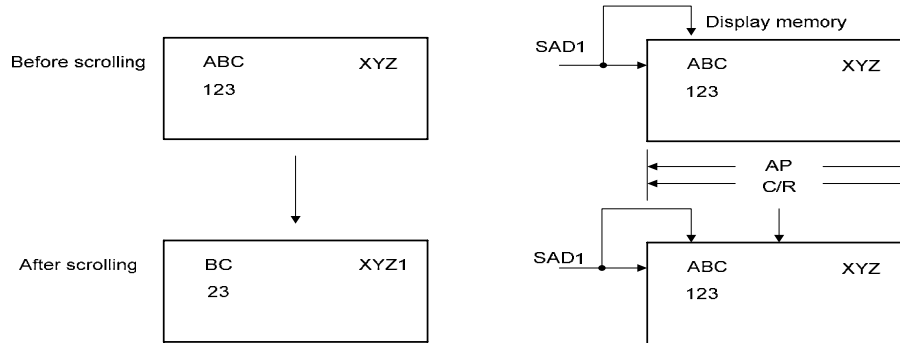 Display memory
SAD1
Before scrolling
ABC XYZ
123
ABC XYZ
123
AP
C/R
After scrolling
BC XYZ1
23
SAD1
ABC XYZ
123